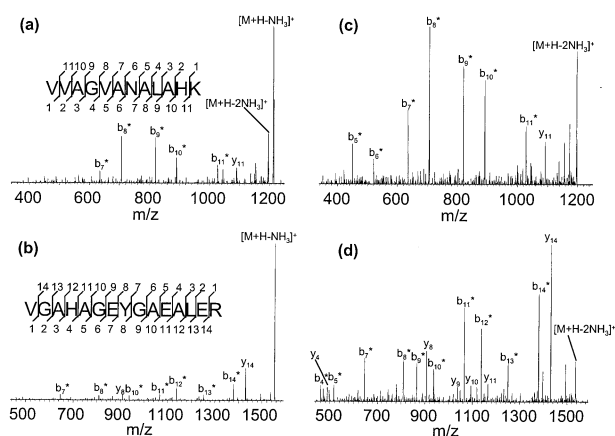 (a)
[M+H-NH3]+
11 11 10 9 8 7 6 5 4 3 2 1
VVAGVANALAHK
1 2 3 4 5 6 7 8 9 10 11
[M+H-2NH3]+
b7* b8* b9* b10* b11* y11
400 600 800 1000 1200
m/z
(c)
b8*
[M+H-2NH3]+
b9*
b10*
b7*
b11*
y11
b5*
b6*
400 500 600 700 800 900 1000 1100 1200
m/z
(b)
[M+H-NH3]+
14 13 12 11 10 9 8 7 6 5 4 3 2 1
VGAHAGEYGAEALER
1 2 3 4 5 6 7 8 9 10 11 12 13 14
b7* b8* y8 b10* b11* b12* b13* b14* y14
500 700 900 1100 1300 1500
m/z
(d)
y14
b14*
b11*
b12*
[M+H-2NH3]+
y4
b4* b5* b7* b8* b9* y8 b10* y9 y10 y11 b13*
500 700 900 1100 1300 1500
m/z